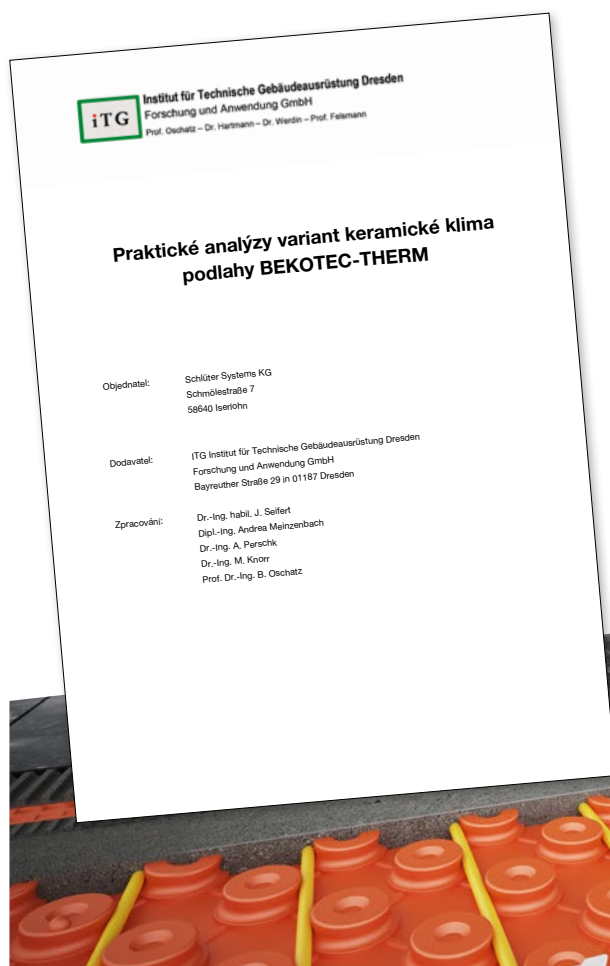 iTG
Institut für Technische Gebäudeausrüstung Dresden
Forschung und Anwendung GmbH
Prof. Oschatz – Dr. Hartmann – Dr. Werdin – Prof. Felsmann
Praktické analýzy variant keramické klima
podlahy BEKOTEC-THERM
Objednatel:
Schlüter Systems KG
Schmölestraße 7
58640 Iserlohn
Dodavatel:
ITG Institut für Technische Gebäudeausrüstung Dresden
Forschung und Anwendung GmbH
Bayreuther Straße 29 in 01187 Dresden
Zpracování:
Dr.-Ing. habil. J. Seifert
Dipl.-Ing. Andrea Meinzenbach
Dr.-Ing. A. Perschk
Dr.-Ing. M. Knorr
Prof. Dr.-Ing. B. Oschatz